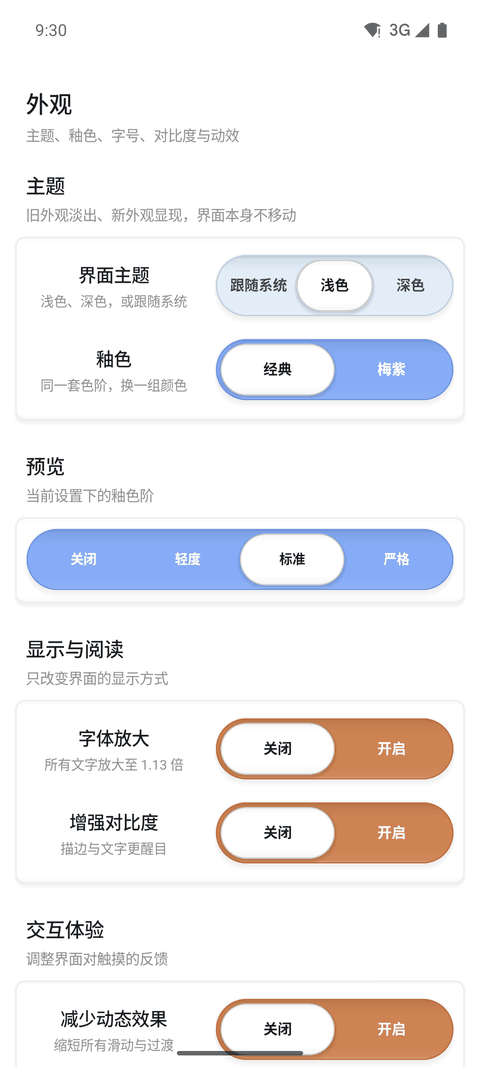 9:30
3G
外观
主题、釉色、字号、对比度与动效
主题
旧外观淡出、新外观显现，界面本身不移动
界面主题
浅色、深色，或跟随系统
跟随系统
浅色
深色
釉色
同一套色阶，换一组颜色
经典
梅紫
预览
当前设置下的釉色阶
关闭
轻度
标准
严格
显示与阅读
只改变界面的显示方式
字体放大
所有文字放大至 1.13 倍
关闭
开启
增强对比度
描边与文字更醒目
关闭
开启
交互体验
调整界面对触摸的反馈
减少动态效果
缩短所有滑动与过渡
关闭
开启